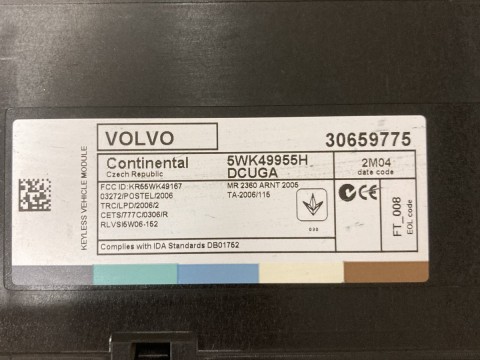 KEYLESS VEHICLE MODULE
VOLVO
30659775
Continental
Czech Republic
5WK49955H
DCUGA
2M04
date code
FCC ID: KR55WK49167
03272/POSTEL/2006
TRC/LPD/2006/2
CETS/777C/0306/R
RLVSI5W06-152
MR 2360 ARNT 2005
TA-2006/115
FT_008
EOL code
Complies with IDA Standards DB01752